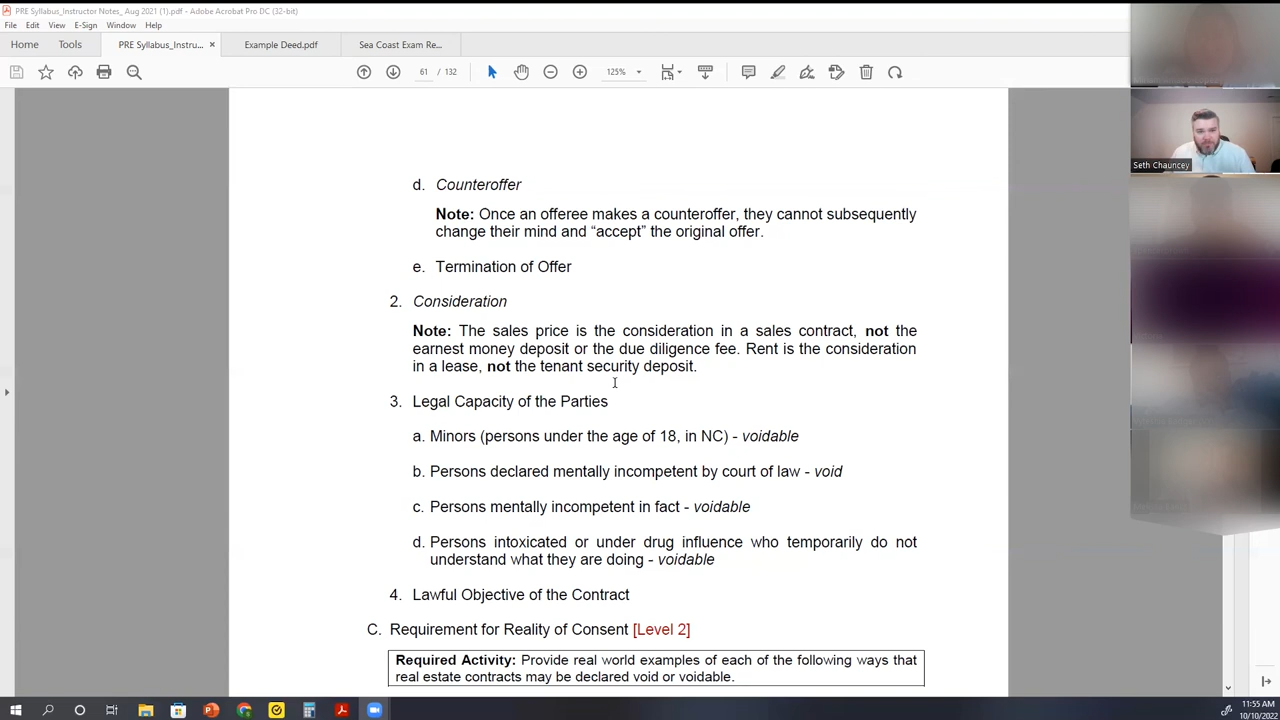 PRE Syllabus_Instructor Notes_ Aug 2021 (1).pdf - Adobe Acrobat Pro DC (32-bit)
File Edit View E-Sign Window Help
Home Tools PRE Syllabus_Instru... × Example Deed.pdf Sea Coast Exam Re...
61 / 132 125%
Seth Chauncey
d. Counteroffer
Note: Once an offeree makes a counteroffer, they cannot subsequently
change their mind and “accept” the original offer.
e. Termination of Offer
2. Consideration
Note: The sales price is the consideration in a sales contract, not the
earnest money deposit or the due diligence fee. Rent is the consideration
in a lease, not the tenant security deposit.
3. Legal Capacity of the Parties
a. Minors (persons under the age of 18, in NC) - voidable
b. Persons declared mentally incompetent by court of law - void
c. Persons mentally incompetent in fact - voidable
d. Persons intoxicated or under drug influence who temporarily do not
understand what they are doing - voidable
4. Lawful Objective of the Contract
C. Requirement for Reality of Consent [Level 2]
Required Activity: Provide real world examples of each of the following ways that
real estate contracts may be declared void or voidable.
11:55 AM
10/10/2022